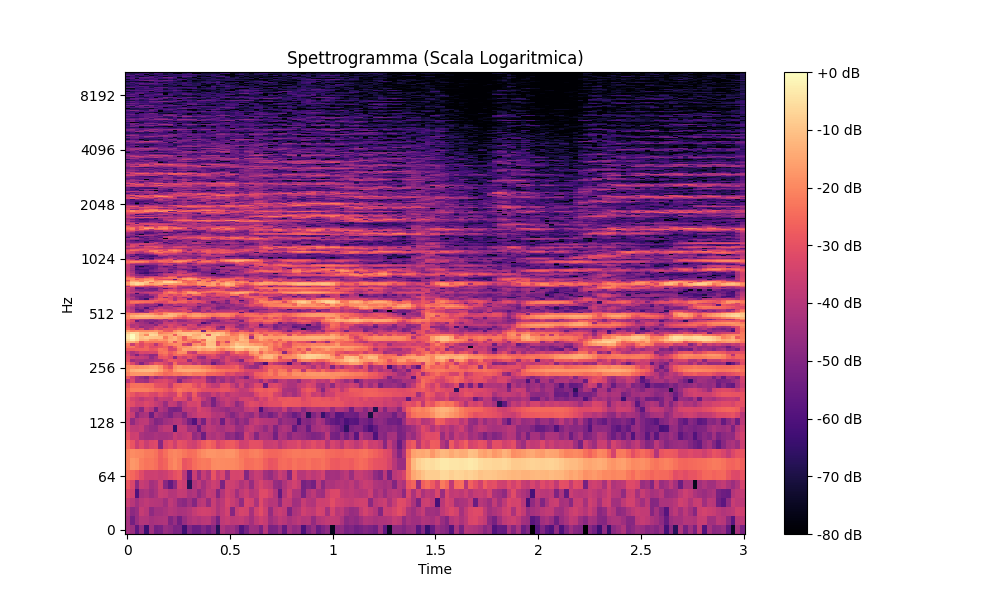 Spettrogramma (Scala Logaritmica)
8192
4096
2048
1024
512
256
128
64
0
Hz
0
0.5
1
1.5
2
2.5
3
Time
+0 dB
-10 dB
-20 dB
-30 dB
-40 dB
-50 dB
-60 dB
-70 dB
-80 dB